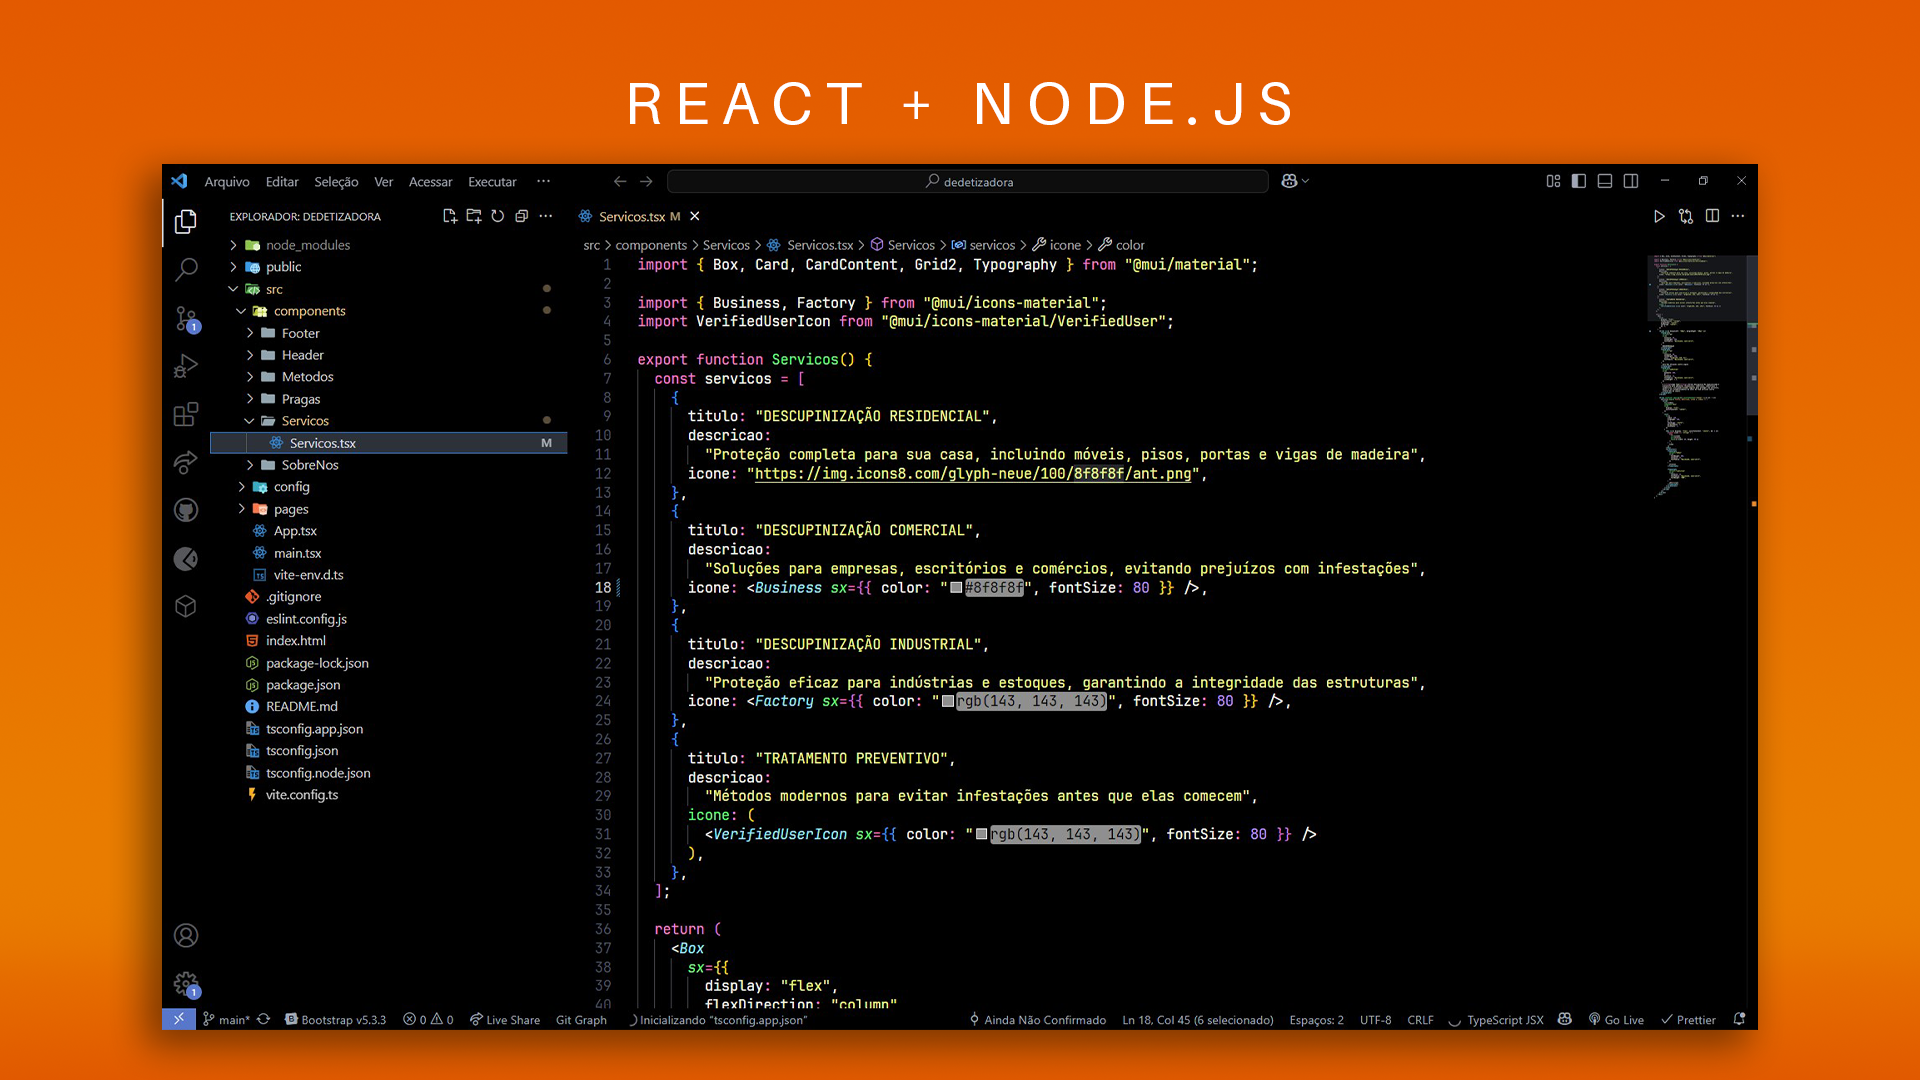 REACT + NODE.JS
Arquivo Editar Seleção Ver Acessar Executar ··· dedetizadora
EXPLORADOR: DEDETIZADORA
node_modules
public
src
components
Footer
Header
Metodos
Pragas
Servicos
Servicos.tsx M
SobreNos
config
pages
App.tsx
main.tsx
vite-env.d.ts
.gitignore
eslint.config.js
index.html
package-lock.json
package.json
README.md
tsconfig.app.json
tsconfig.json
tsconfig.node.json
vite.config.ts
1
1
Servicos.tsx M
src > components > Servicos > Servicos.tsx > Servicos > servicos > icone > color
1 import { Box, Card, CardContent, Grid2, Typography } from "@mui/material";
2
3 import { Business, Factory } from "@mui/icons-material";
4 import VerifiedUserIcon from "@mui/icons-material/VerifiedUser";
5
6 export function Servicos() {
7 const servicos = [
8 {
9 titulo: "DESCUPINIZAÇÃO RESIDENCIAL",
10 descricao:
11 "Proteção completa para sua casa, incluindo móveis, pisos, portas e vigas de madeira",
12 icone: "https://img.icons8.com/glyph-neue/100/8f8f8f/ant.png",
13 },
14 {
15 titulo: "DESCUPINIZAÇÃO COMERCIAL",
16 descricao:
17 "Soluções para empresas, escritórios e comércios, evitando prejuízos com infestações",
18 icone: <Business sx={{ color: "#8f8f8f", fontSize: 80 }} />,
19 },
20 {
21 titulo: "DESCUPINIZAÇÃO INDUSTRIAL",
22 descricao:
23 "Proteção eficaz para indústrias e estoques, garantindo a integridade das estruturas",
24 icone: <Factory sx={{ color: "rgb(143, 143, 143)", fontSize: 80 }} />,
25 },
26 {
27 titulo: "TRATAMENTO PREVENTIVO",
28 descricao:
29 "Métodos modernos para evitar infestações antes que elas comecem",
30 icone: (
31 <VerifiedUserIcon sx={{ color: "rgb(143, 143, 143)", fontSize: 80 }} />
32 ),
33 },
34 ];
35
36 return (
37 <Box
38 sx={{
39 display: "flex",
40 flexDirection: "column"
main* Bootstrap v5.3.3 0 0 Live Share Git Graph Inicializando "tsconfig.app.json" Ainda Não Confirmado Ln 18, Col 45 (6 selecionado) Espaços: 2 UTF-8 CRLF TypeScript JSX Go Live Prettier